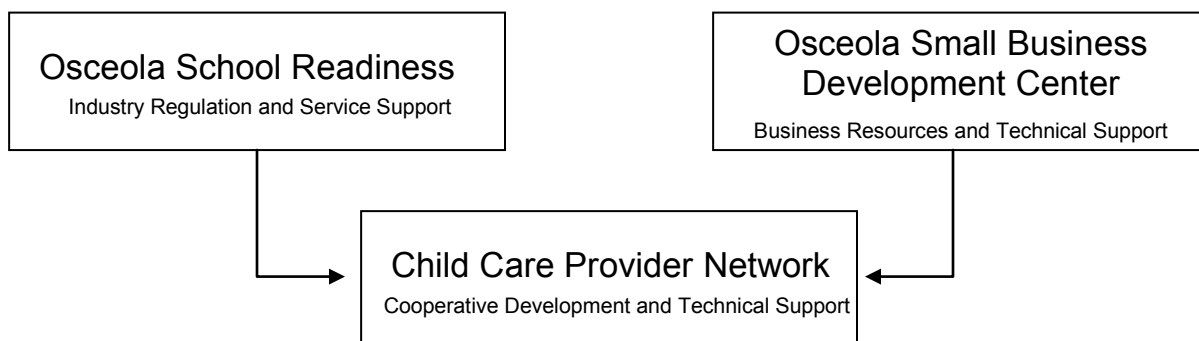 Osceola School Readiness
Industry Regulation and Service Support
Osceola Small Business
Development Center
Business Resources and Technical Support
Child Care Provider Network
Cooperative Development and Technical Support